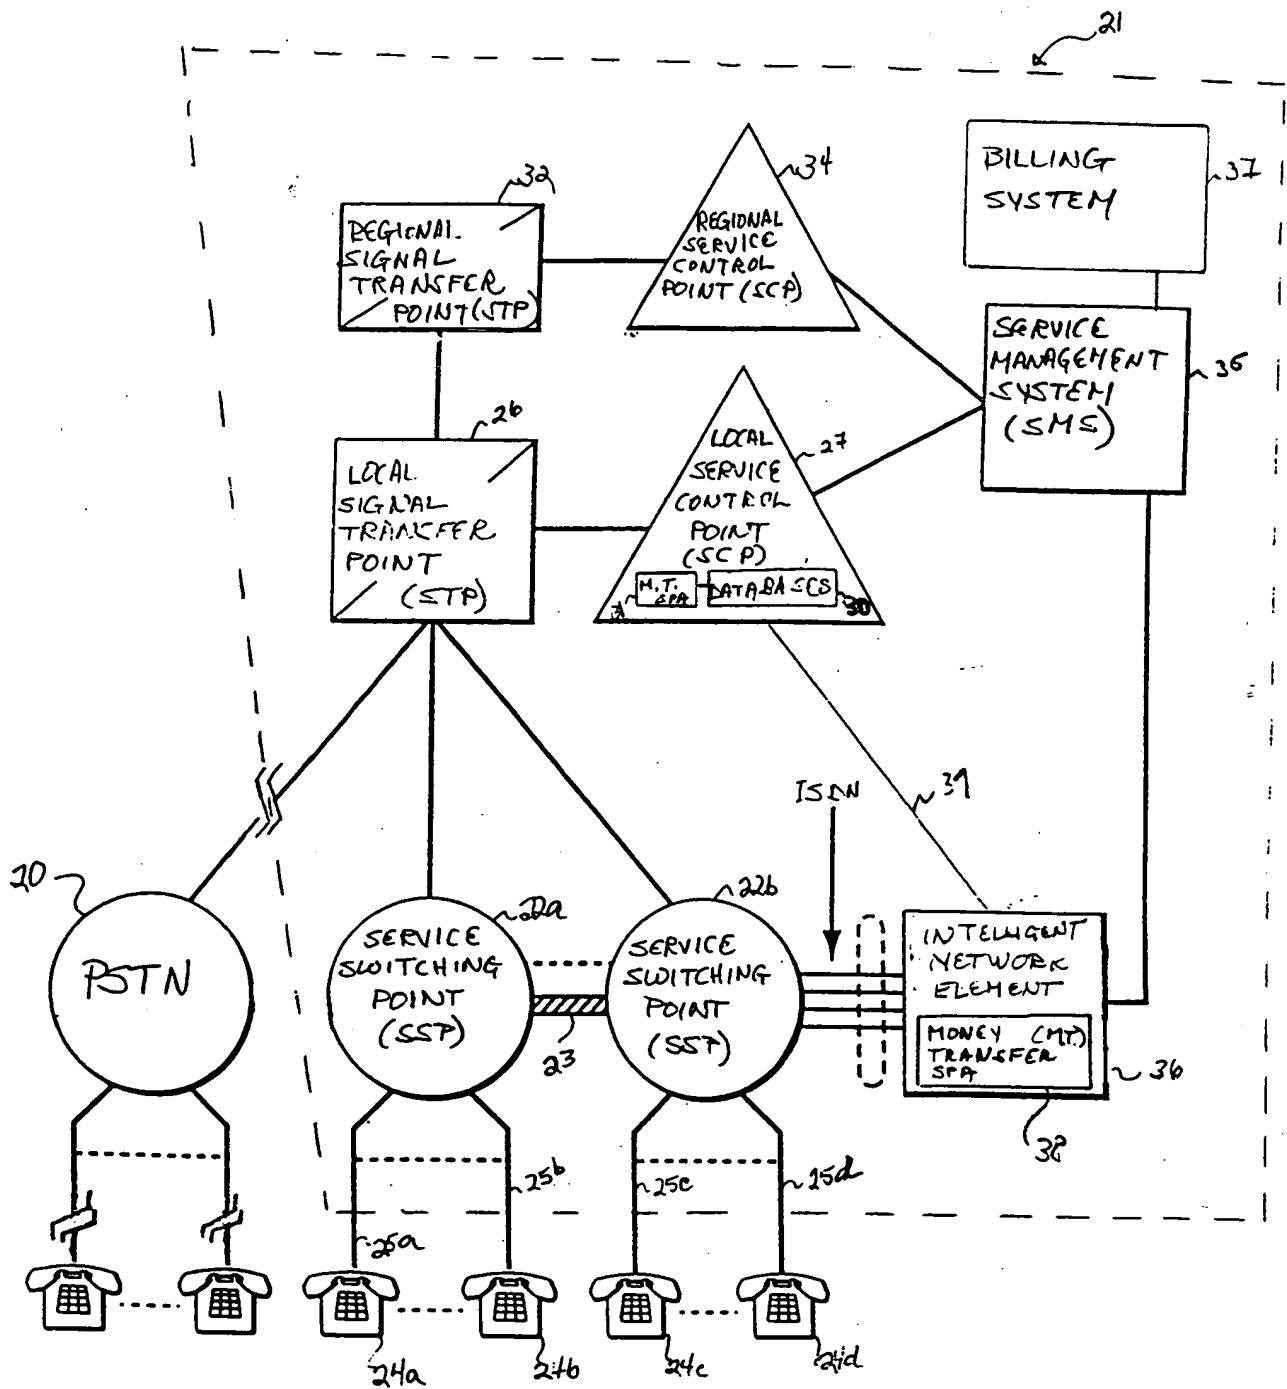 21
BILLING
SYSTEM
37
32
REGIONAL
SIGNAL
TRANSFER
POINT (STP)
34
REGIONAL
SERVICE
CONTROL
POINT (SCP)
SERVICE
MANAGEMENT
SYSTEM
(SMS)
35
26
LOCAL
SIGNAL
TRANSFER
POINT
(STP)
27
LOCAL
SERVICE
CONTROL
POINT
(SCP)
M.T.
SPA
DATABASES
31
30
39
ISDN
20
PSTN
22a
SERVICE
SWITCHING
POINT
(SSP)
23
22b
SERVICE
SWITCHING
POINT
(SSP)
INTELLIGENT
NETWORK
ELEMENT
MONEY (MT.)
TRANSFER
SPA
36
38
25a
25b
25c
25d
24a
24b
24c
24d